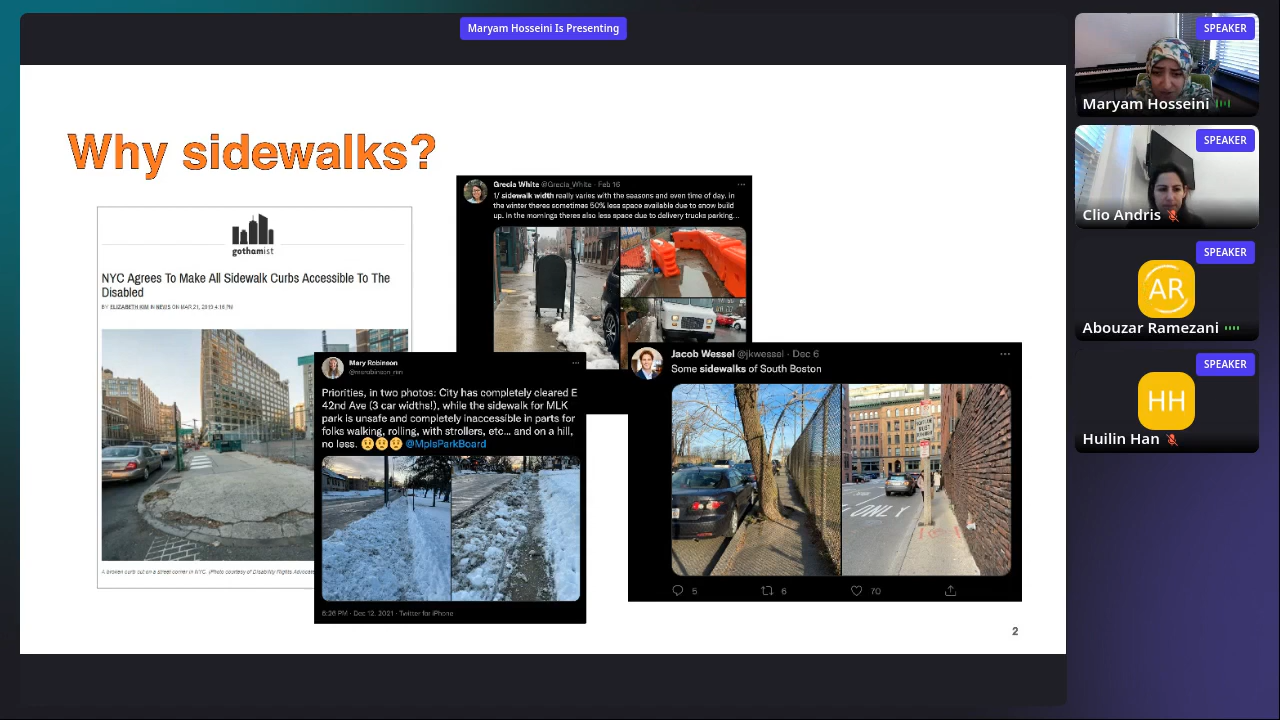 Maryam Hosseini Is Presenting
Why sidewalks?
gothamist
NYC Agrees To Make All Sidewalk Curbs Accessible To The
Disabled
BY ELIZABETH KIM IN NEWS ON MAR 21, 2019 4:16 PM
A broken curb cut on a street corner in NYC. (Photo courtesy of Disability Rights Advocate
Grecia White @Grecia_White · Feb 16
1/ sidewalk width really varies with the seasons and even time of day. In
the winter theres sometimes 50% less space available due to snow build
up. In the mornings theres also less space due to delivery trucks parking...
Mary Robinson
Priorities, in two photos: City has completely cleared E
42nd Ave (3 car widths!), while the sidewalk for MLK
park is unsafe and completely inaccessible in parts for
folks walking, rolling, with strollers, etc... and on a hill,
no less. 😢😢😢 @MplsParkBoard
6:26 PM · Dec 12, 2021 · Twitter for iPhone
Jacob Wessel @jkwessel · Dec 6
Some sidewalks of South Boston
ONLY
5 6 70
2
SPEAKER
Maryam Hosseini
SPEAKER
Clio Andris
SPEAKER
AR
Abouzar Ramezani
SPEAKER
HH
Huilin Han